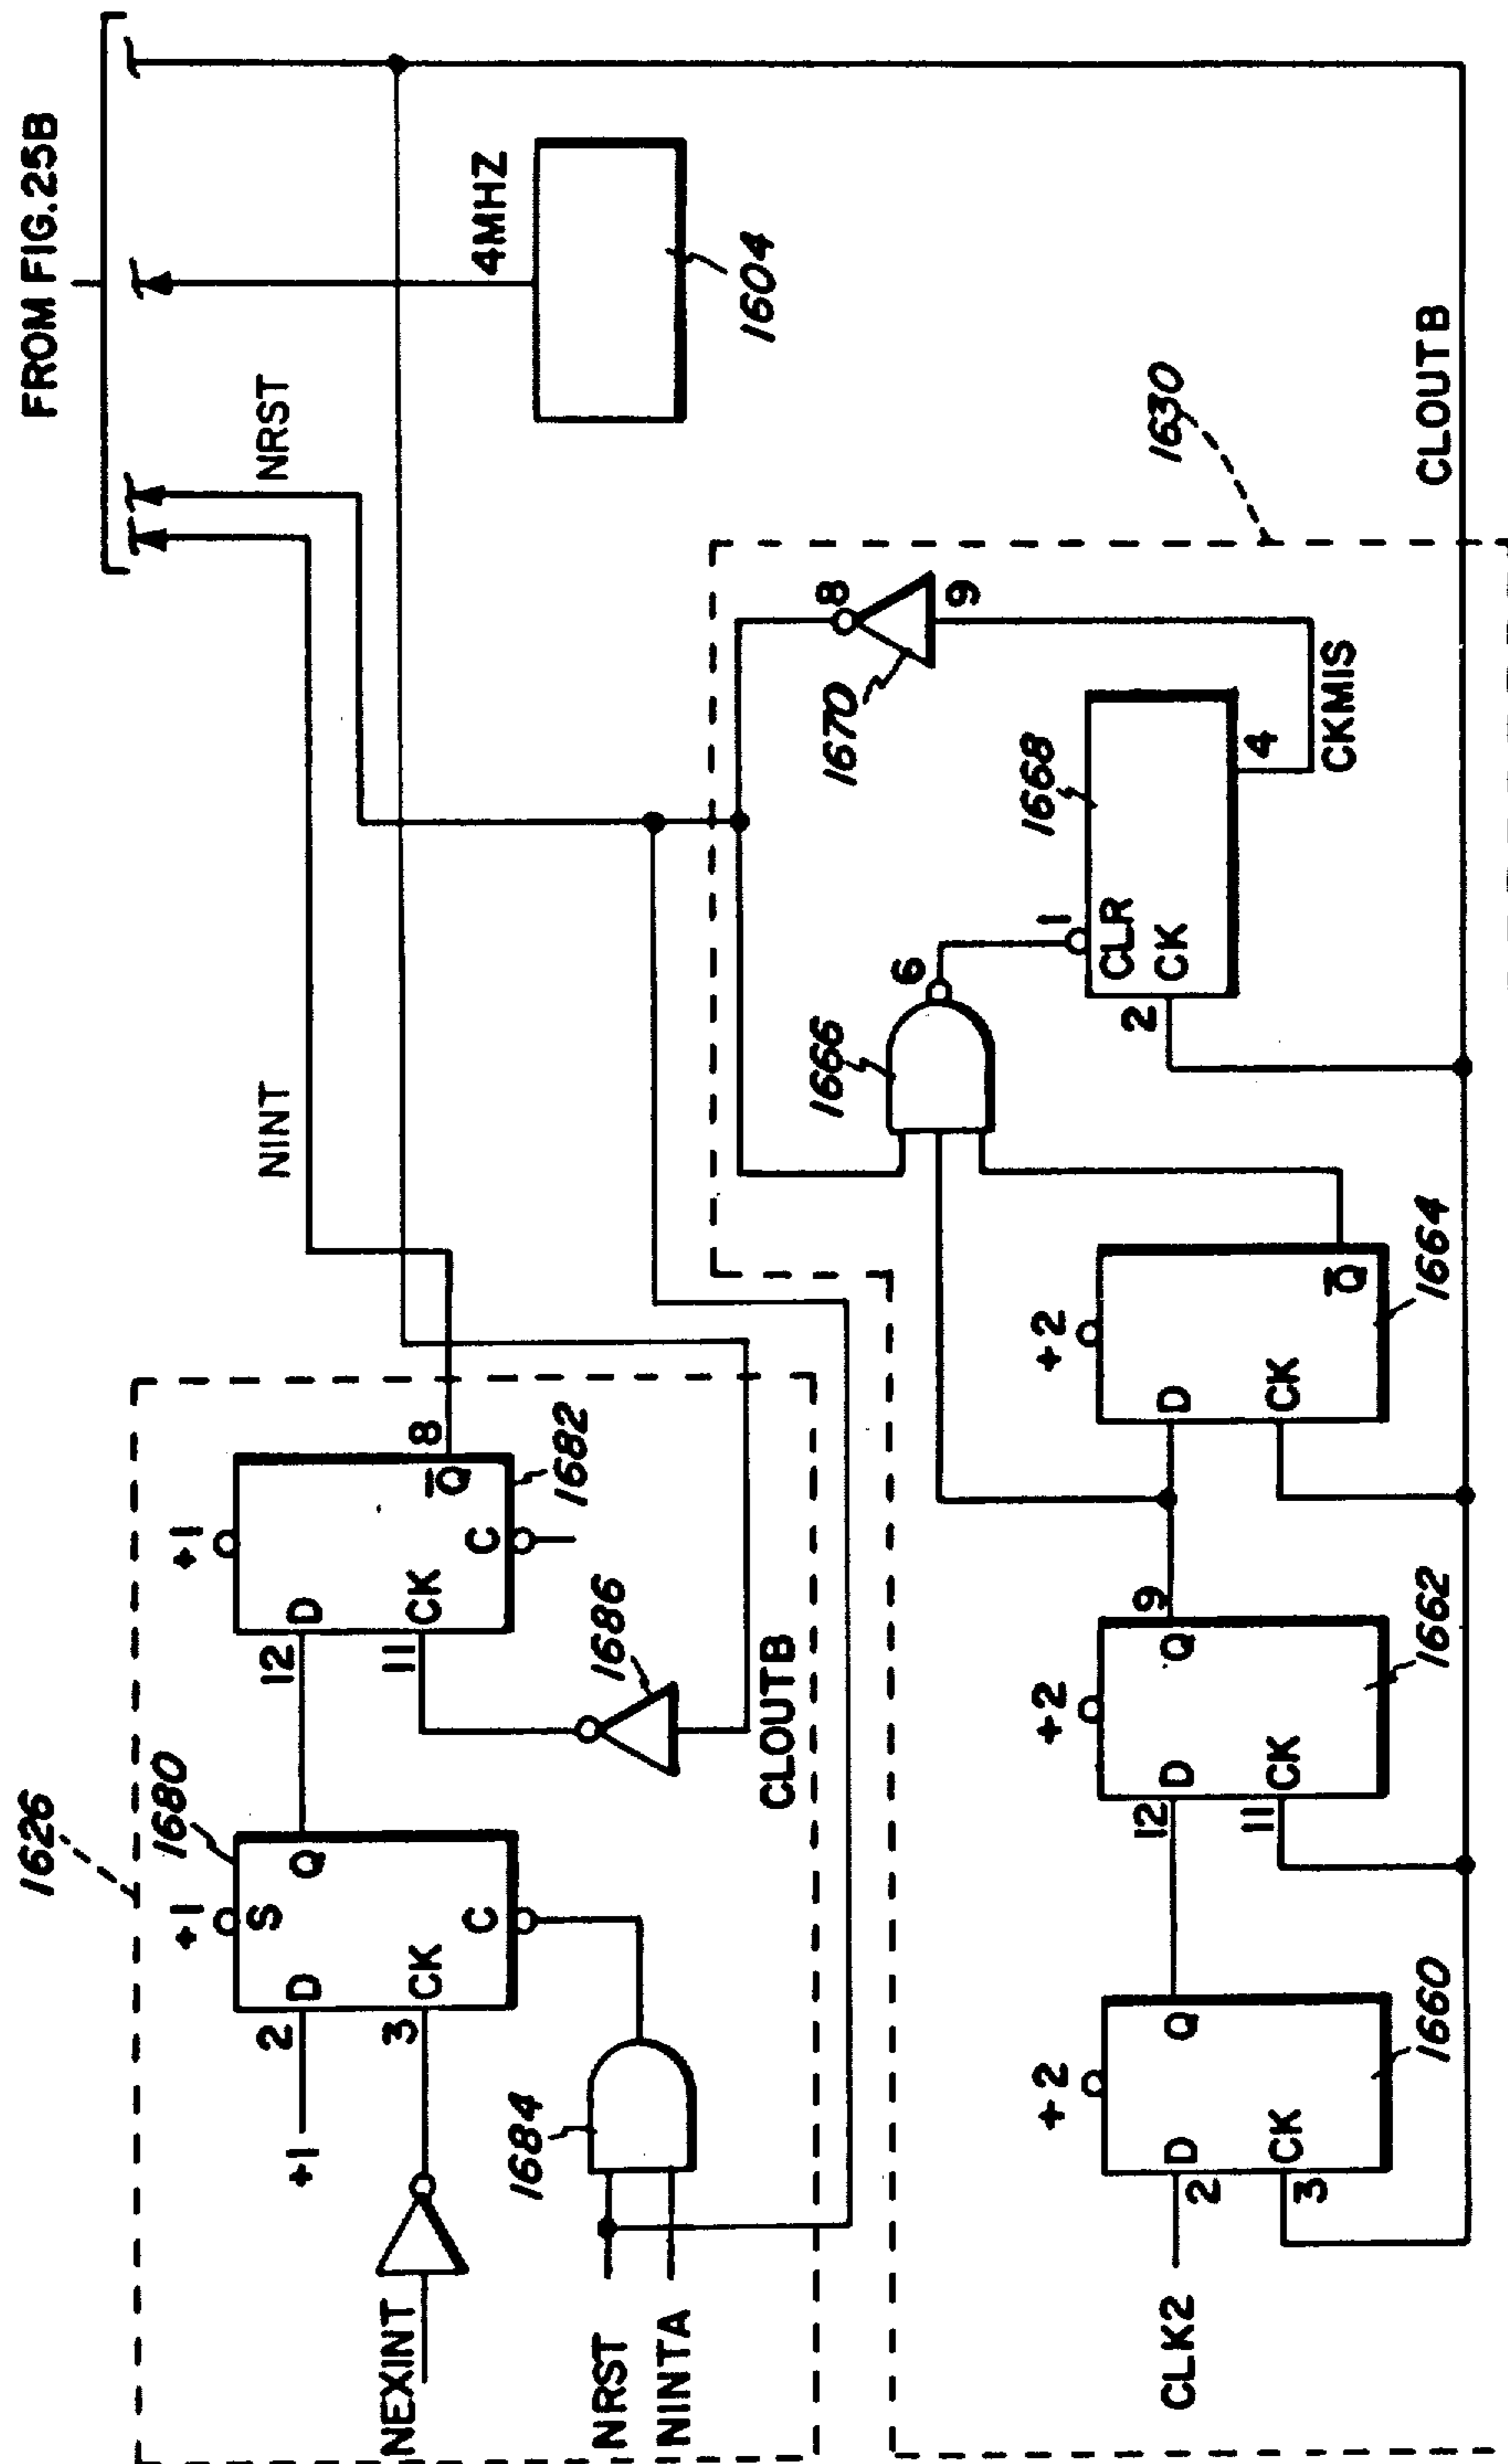 FROM FIG.25B
NRST
4MHZ
1604
NINT
1626
1680
+1
S
D
Q
2
+1
3
CK
C
NEXINT
1684
NRST
NINTA
+1
12
D
Q̅
8
11
CK
C
1682
1686
CLOUTB
1630
1670
8
9
1668
1
CLR
CK
2
4
CKMIS
1666
6
CLOUTB
CLK2
+2
D
Q
2
CK
3
1660
+2
12
D
Q
9
11
CK
1662
+2
D
CK
Q̅
1664